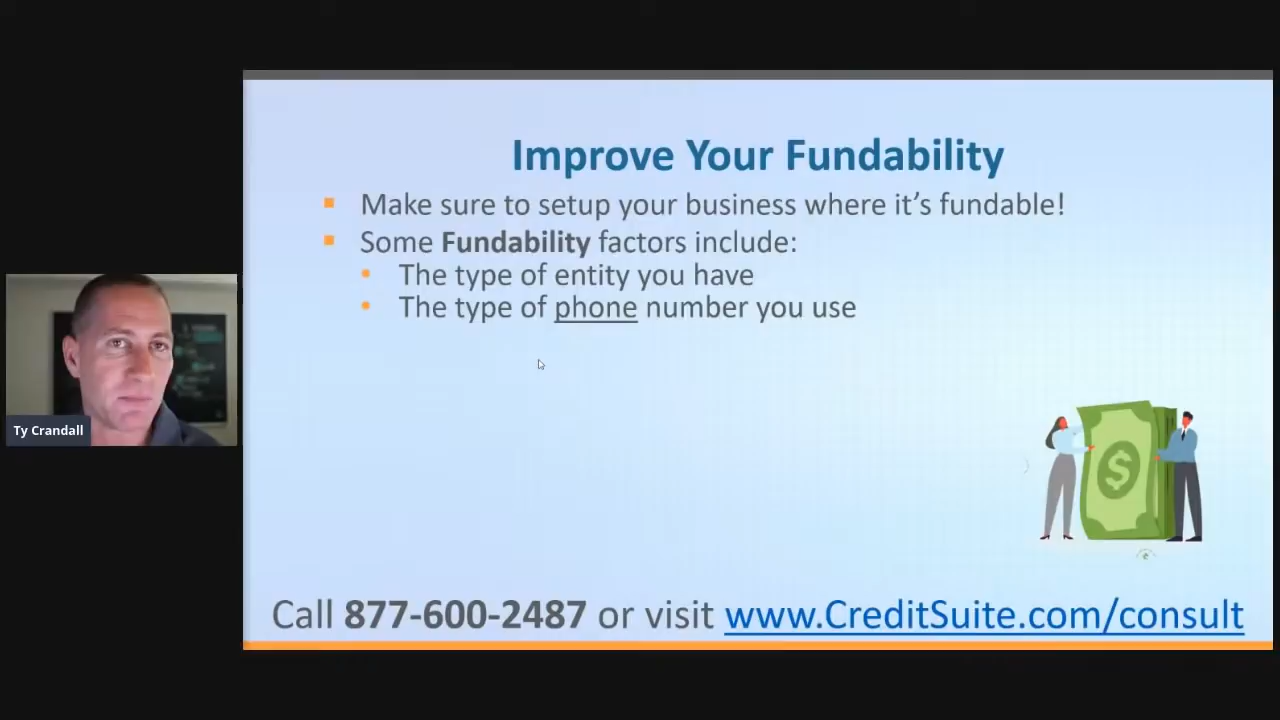 Improve Your Fundability
Make sure to setup your business where it's fundable!
Some Fundability factors include:
The type of entity you have
The type of phone number you use
Ty Crandall
Call 877-600-2487 or visit www.CreditSuite.com/consult